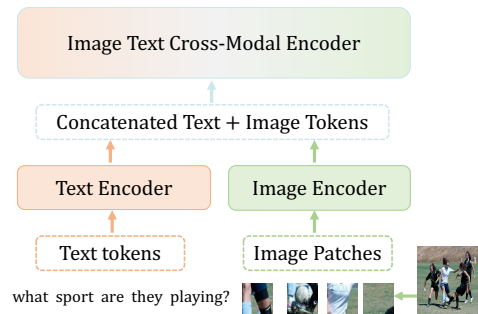 Image Text Cross-Modal Encoder
Concatenated Text + Image Tokens
Text Encoder
Image Encoder
Text tokens
Image Patches
what sport are they playing?